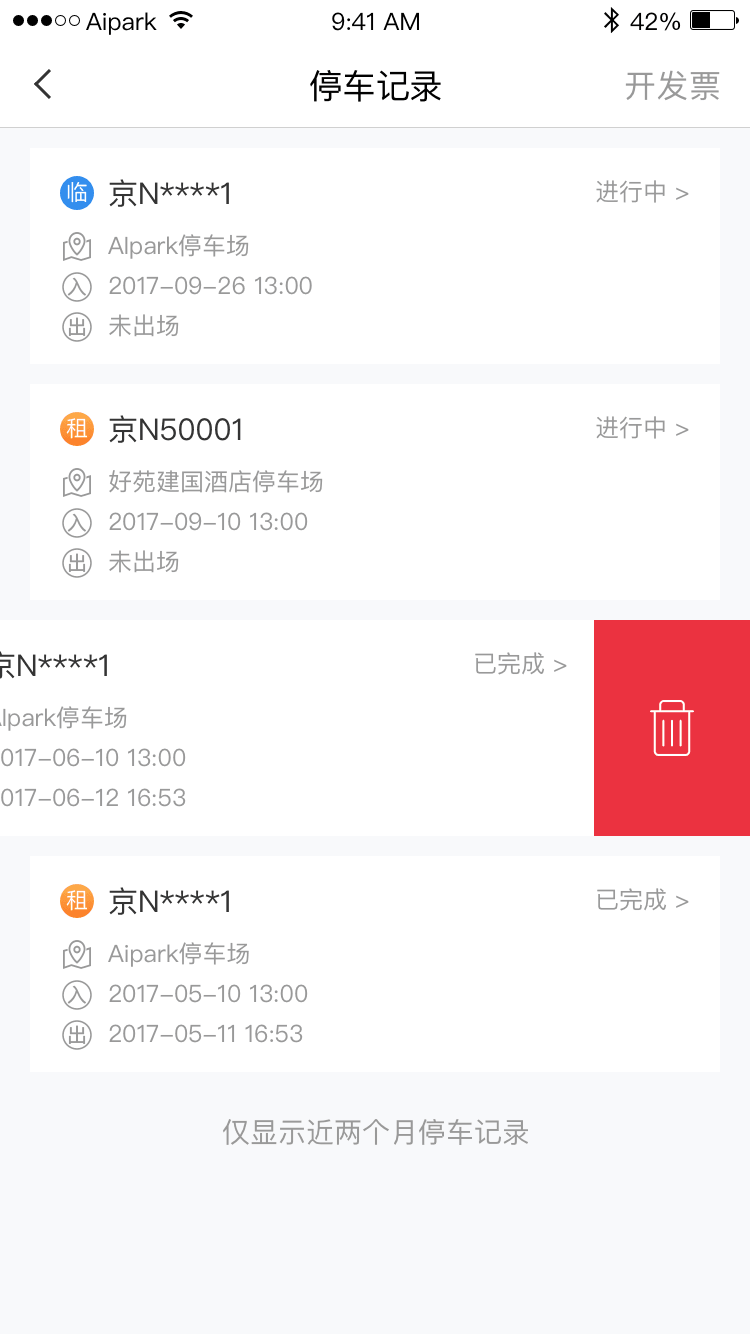 Aipark 9:41 AM 42%
停车记录 开发票
临 京N****1 进行中 >
AIpark停车场
入 2017-09-26 13:00
出 未出场
租 京N50001 进行中 >
好苑建国酒店停车场
入 2017-09-10 13:00
出 未出场
京N****1 已完成 >
Ipark停车场
017-06-10 13:00
017-06-12 16:53
租 京N****1 已完成 >
Aipark停车场
入 2017-05-10 13:00
出 2017-05-11 16:53
仅显示近两个月停车记录